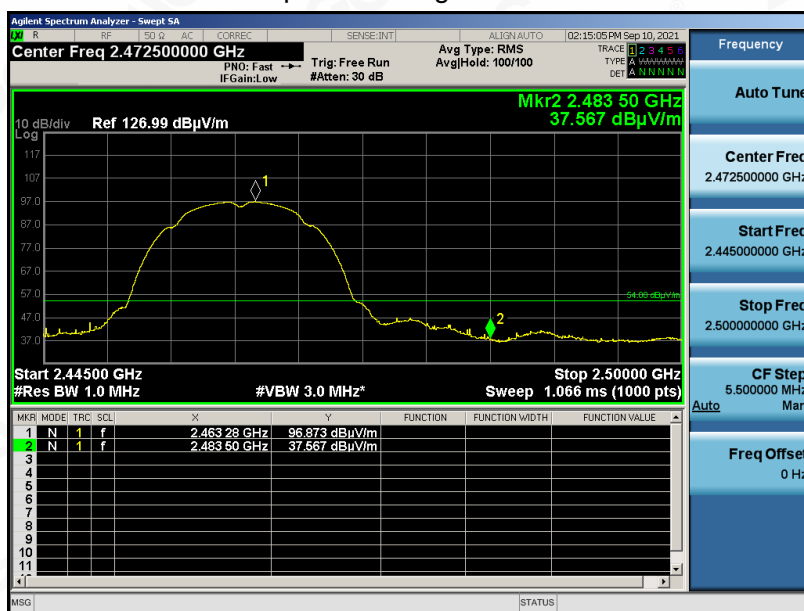 Agilent Spectrum Analyzer - Swept SA
LXI R RF 50 Ω AC CORREC SENSE:INT ALIGN AUTO 02:15:05 PM Sep 10, 2021
Center Freq 2.472500000 GHz
PNO: Fast
IFGain:Low
Trig: Free Run
#Atten: 30 dB
Avg Type: RMS
Avg|Hold: 100/100
TRACE 1 2 3 4 5 6
TYPE A
DET A N N N N N
Mkr2 2.483 50 GHz
37.567 dBµV/m
10 dB/div Ref 126.99 dBµV/m
Log
117
107
97.0
87.0
77.0
67.0
57.0
47.0
37.0
1
2
54.00 dBµV/m
Start 2.44500 GHz Stop 2.50000 GHz
#Res BW 1.0 MHz #VBW 3.0 MHz* Sweep 1.066 ms (1000 pts)
MKR MODE TRC SCL X Y FUNCTION FUNCTION WIDTH FUNCTION VALUE
1 N 1 f 2.463 28 GHz 96.873 dBµV/m
2 N 1 f 2.483 50 GHz 37.567 dBµV/m
3
4
5
6
7
8
9
10
11
MSG STATUS
Frequency
Auto Tune
Center Freq
2.472500000 GHz
Start Freq
2.445000000 GHz
Stop Freq
2.500000000 GHz
CF Step
5.500000 MHz
Auto Man
Freq Offset
0 Hz